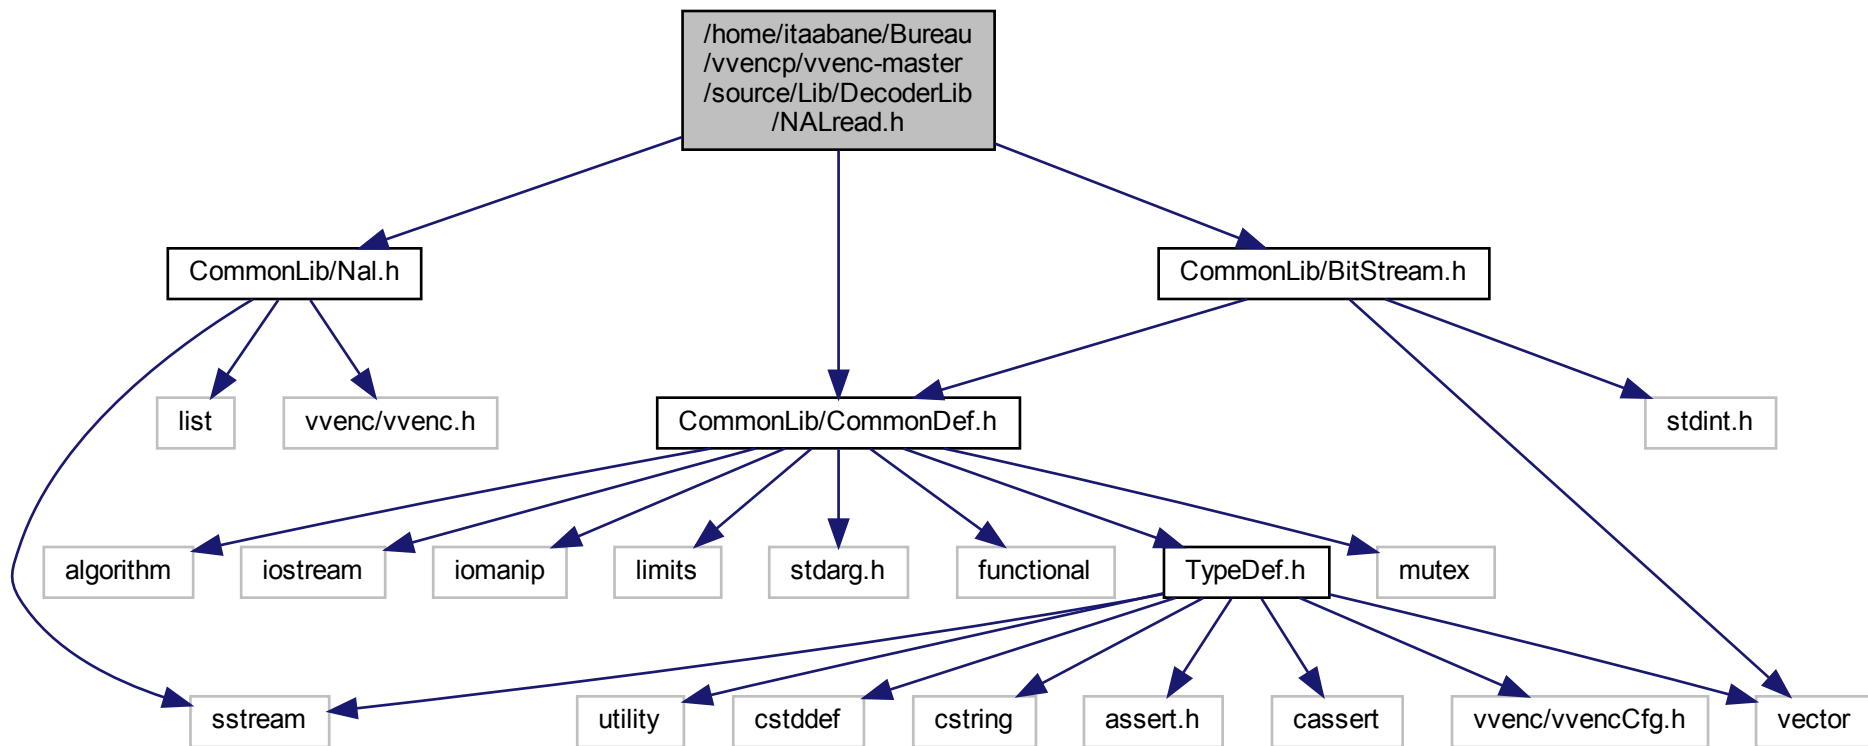 /home/itaabane/Bureau
/vvencp/vvenc-master
/source/Lib/DecoderLib
/NALread.h
CommonLib/Nal.h
CommonLib/BitStream.h
list
vvenc/vvenc.h
CommonLib/CommonDef.h
stdint.h
algorithm
iostream
iomanip
limits
stdarg.h
functional
TypeDef.h
mutex
sstream
utility
cstddef
cstring
assert.h
cassert
vvenc/vvencCfg.h
vector